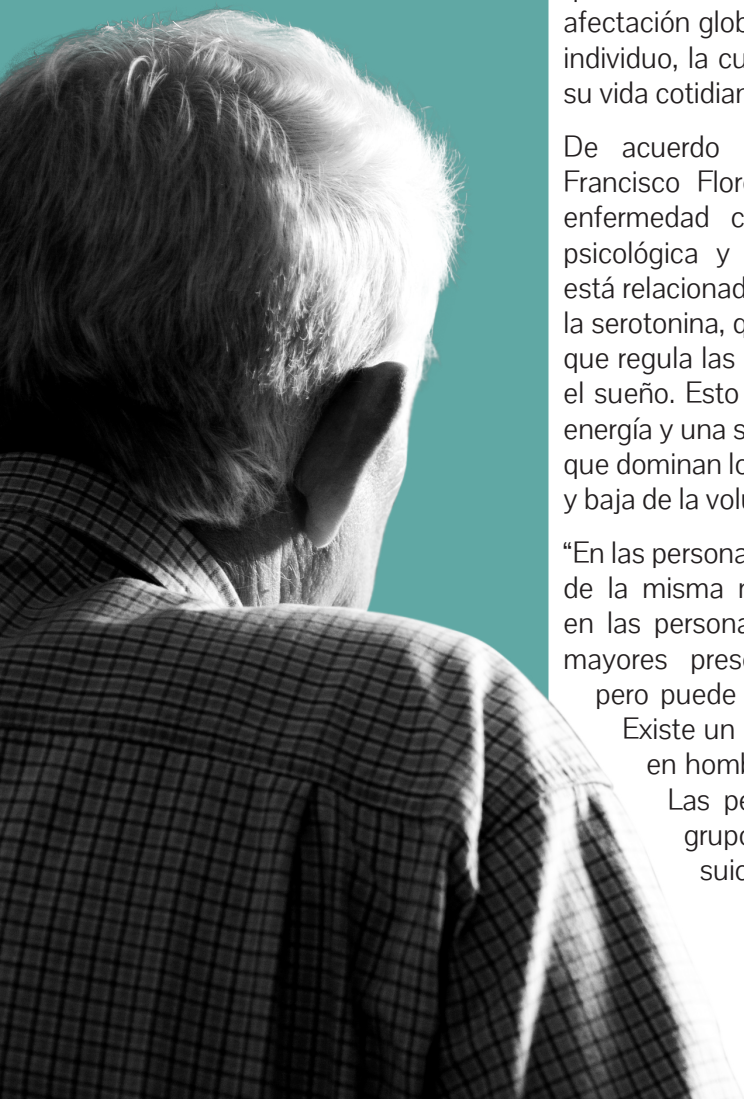 afectación glob
individuo, la cu
su vida cotidian
De acuerdo
Francisco Flor
enfermedad c
psicológica y
está relacionad
la serotonina, q
que regula las
el sueño. Esto
energía y una s
que dominan lo
y baja de la volu
“En las persona
de la misma
en las persona
mayores pres
pero puede
Existe un
en homb
Las pe
grupo
suic